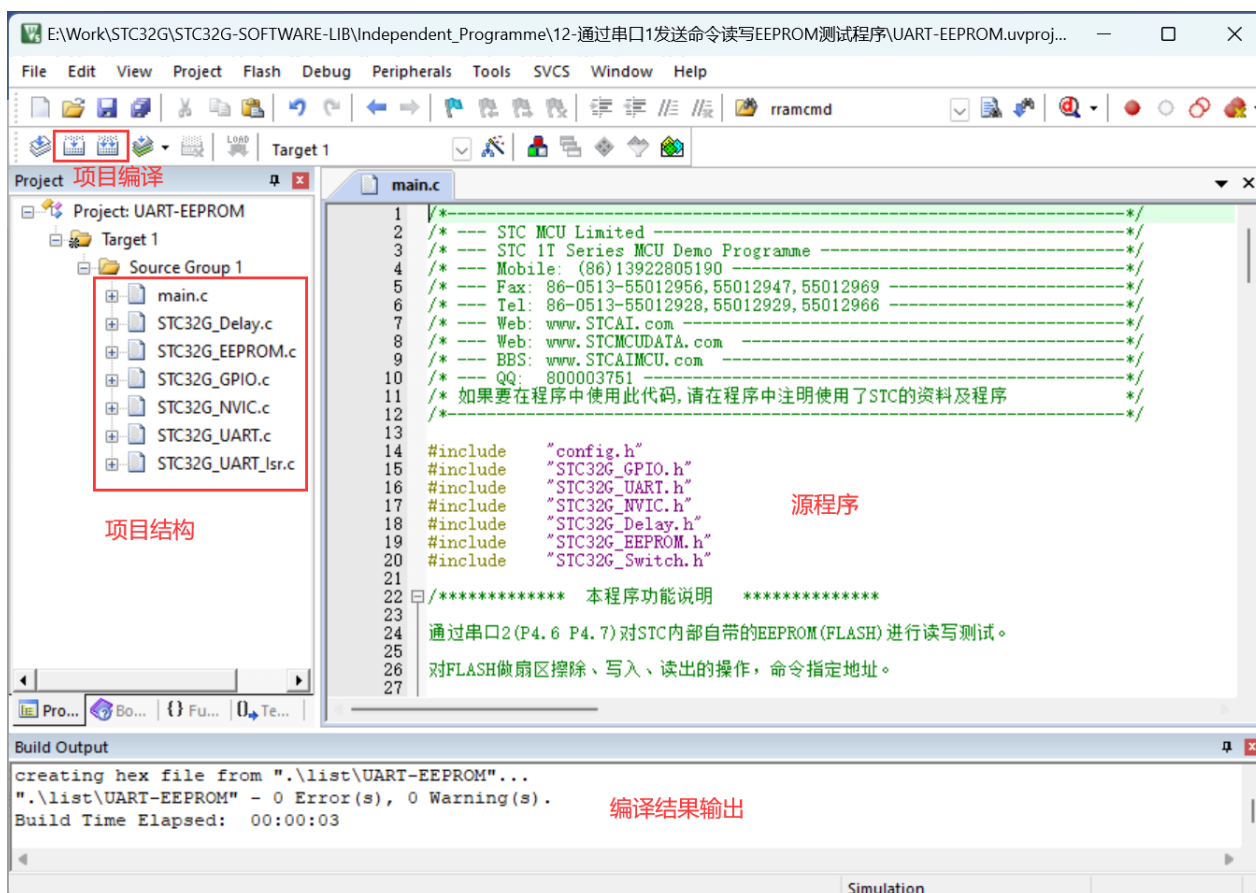 E:\Work\STC32G\STC32G-SOFTWARE-LIB\Independent_Programme\12-通过串口1发送命令读写EEPROM测试程序\UART-EEPROM.uvproj...
File Edit View Project Flash Debug Peripherals Tools SVCS Window Help
rramcmd
LOAD Target 1
Project 项目编译
main.c
Project: UART-EEPROM
Target 1
Source Group 1
main.c
STC32G_Delay.c
STC32G_EEPROM.c
STC32G_GPIO.c
STC32G_NVIC.c
STC32G_UART.c
STC32G_UART_Isr.c
项目结构
1 /*---------------------------------------------------------------------*/
2 /* --- STC MCU Limited ------------------------------------------------*/
3 /* --- STC 1T Series MCU Demo Programme -------------------------------*/
4 /* --- Mobile: (86)13922805190 ----------------------------------------*/
5 /* --- Fax: 86-0513-55012956,55012947,55012969 ------------------------*/
6 /* --- Tel: 86-0513-55012928,55012929,55012966 ------------------------*/
7 /* --- Web: www.STCAI.com ---------------------------------------------*/
8 /* --- Web: www.STCMCUDATA.com ---------------------------------------*/
9 /* --- BBS: www.STCAIMCU.com -----------------------------------------*/
10 /* --- QQ: 800003751 -------------------------------------------------*/
11 /* 如果要在程序中使用此代码,请在程序中注明使用了STC的资料及程序 */
12 /*---------------------------------------------------------------------*/
13
14 #include "config.h"
15 #include "STC32G_GPIO.h"
16 #include "STC32G_UART.h"
17 #include "STC32G_NVIC.h"
18 #include "STC32G_Delay.h"
19 #include "STC32G_EEPROM.h"
20 #include "STC32G_Switch.h"
源程序
21
22 /************* 本程序功能说明 **************
23
24 通过串口2(P4.6 P4.7)对STC内部自带的EEPROM(FLASH)进行读写测试。
25
26 对FLASH做扇区擦除、写入、读出的操作，命令指定地址。
27
Pro... Bo... {} Fu... Te...
Build Output
creating hex file from ".\list\UART-EEPROM"...
".\list\UART-EEPROM" - 0 Error(s), 0 Warning(s).
Build Time Elapsed: 00:00:03
编译结果输出
Simulation